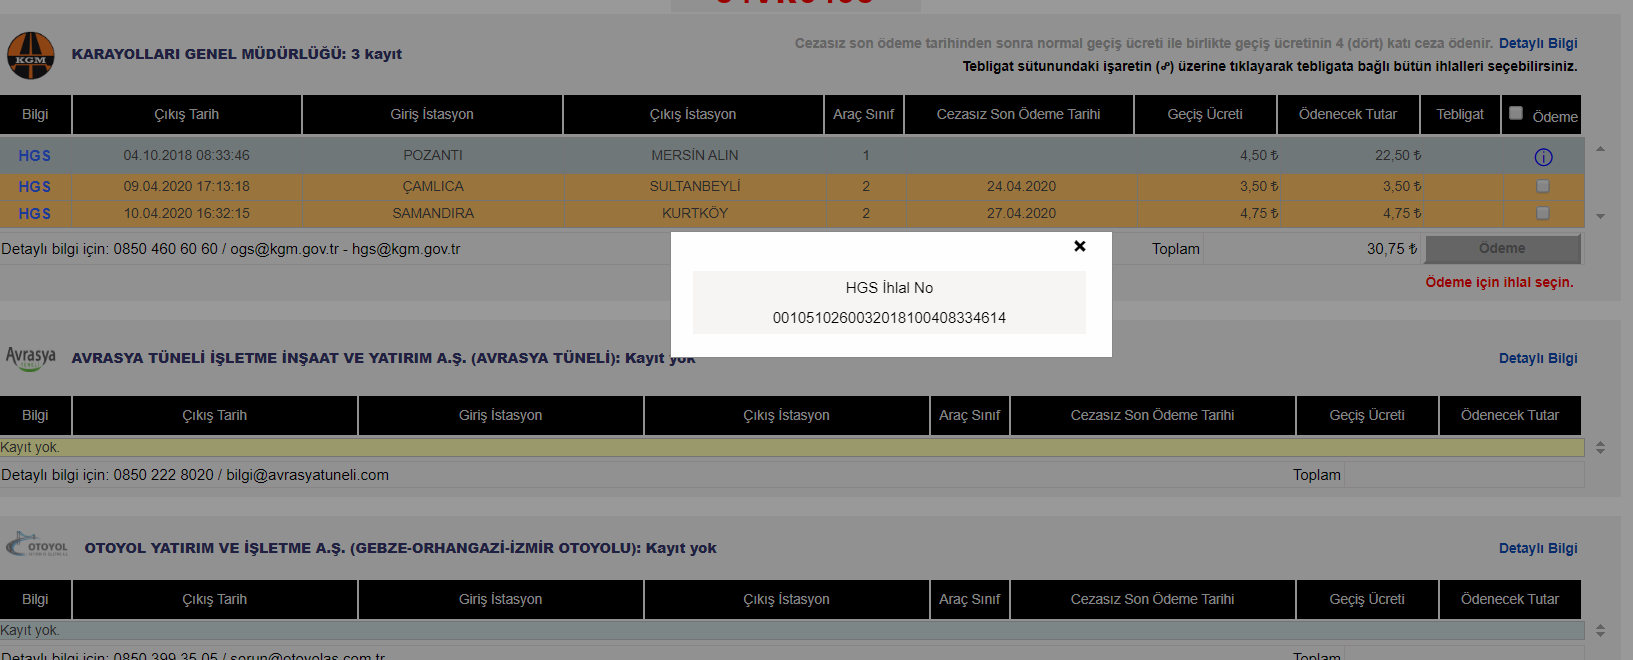 KGM
KARAYOLLARI GENEL MÜDÜRLÜĞÜ: 3 kayıt
Cezasız son ödeme tarihinden sonra normal geçiş ücreti ile birlikte geçiş ücretinin 4 (dört) katı ceza ödenir. Detaylı Bilgi
Tebligat sütunundaki işaretin (🔗) üzerine tıklayarak tebligata bağlı bütün ihlalleri seçebilirsiniz.
Bilgi Çıkış Tarih Giriş İstasyon Çıkış İstasyon Araç Sınıf Cezasız Son Ödeme Tarihi Geçiş Ücreti Ödenecek Tutar Tebligat Ödeme
HGS 04.10.2018 08:33:46 POZANTI MERSİN ALIN 1 4,50 ₺ 22,50 ₺
HGS 09.04.2020 17:13:18 ÇAMLICA SULTANBEYLİ 2 24.04.2020 3,50 ₺ 3,50 ₺
HGS 10.04.2020 16:32:15 SAMANDIRA KURTKÖY 2 27.04.2020 4,75 ₺ 4,75 ₺
Detaylı bilgi için: 0850 460 60 60 / ogs@kgm.gov.tr - hgs@kgm.gov.tr Toplam 30,75 ₺ Ödeme
Ödeme için ihlal seçin.
HGS İhlal No
0010510260032018100408334614
Avrasya
TÜNELİ
AVRASYA TÜNELİ İŞLETME İNŞAAT VE YATIRIM A.Ş. (AVRASYA TÜNELİ): Kayıt yok Detaylı Bilgi
Bilgi Çıkış Tarih Giriş İstasyon Çıkış İstasyon Araç Sınıf Cezasız Son Ödeme Tarihi Geçiş Ücreti Ödenecek Tutar
Kayıt yok.
Detaylı bilgi için: 0850 222 8020 / bilgi@avrasyatuneli.com Toplam
OTOYOL
OTOYOL YATIRIM VE İŞLETME A.Ş. (GEBZE-ORHANGAZİ-İZMİR OTOYOLU): Kayıt yok Detaylı Bilgi
Bilgi Çıkış Tarih Giriş İstasyon Çıkış İstasyon Araç Sınıf Cezasız Son Ödeme Tarihi Geçiş Ücreti Ödenecek Tutar
Kayıt yok.
Detaylı bilgi için: 0850 399 35 05 / sorun@otoyolas.com.tr Toplam